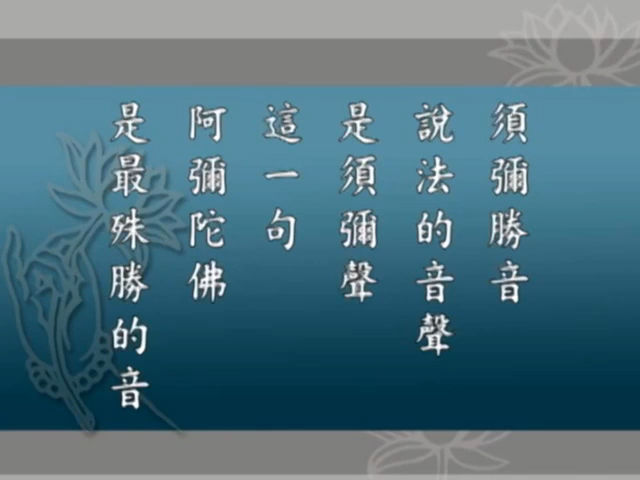 須彌勝音
說法的音聲
是須彌聲
這一句
阿彌陀佛
是最殊勝的音